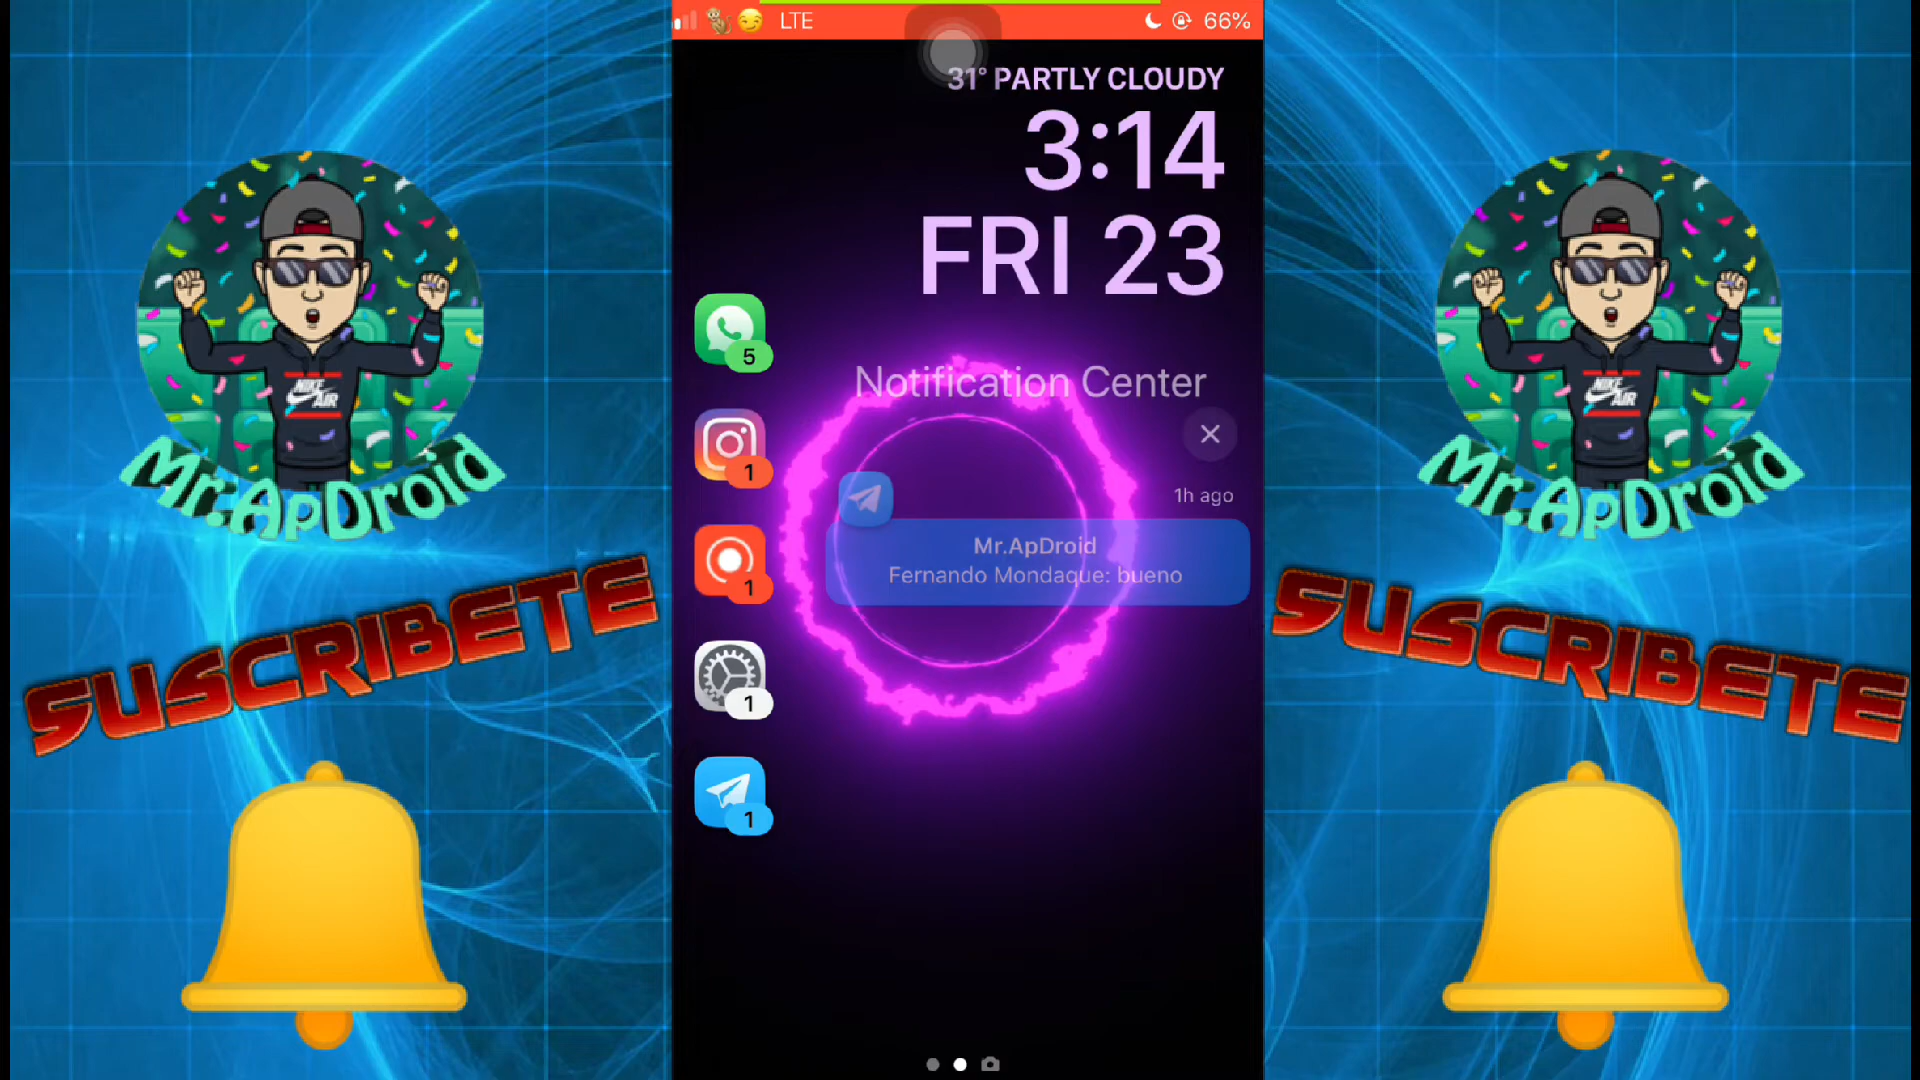 LTE
66%
31° PARTLY CLOUDY
3:14
FRI 23
5
Notification Center
1
1h ago
Mr.ApDroid
Fernando Mondaque: bueno
1
1
1
NIKE
AIR
Mr.ApDroid
SUSCRIBETE
NIKE
AIR
Mr.ApDroid
SUSCRIBETE